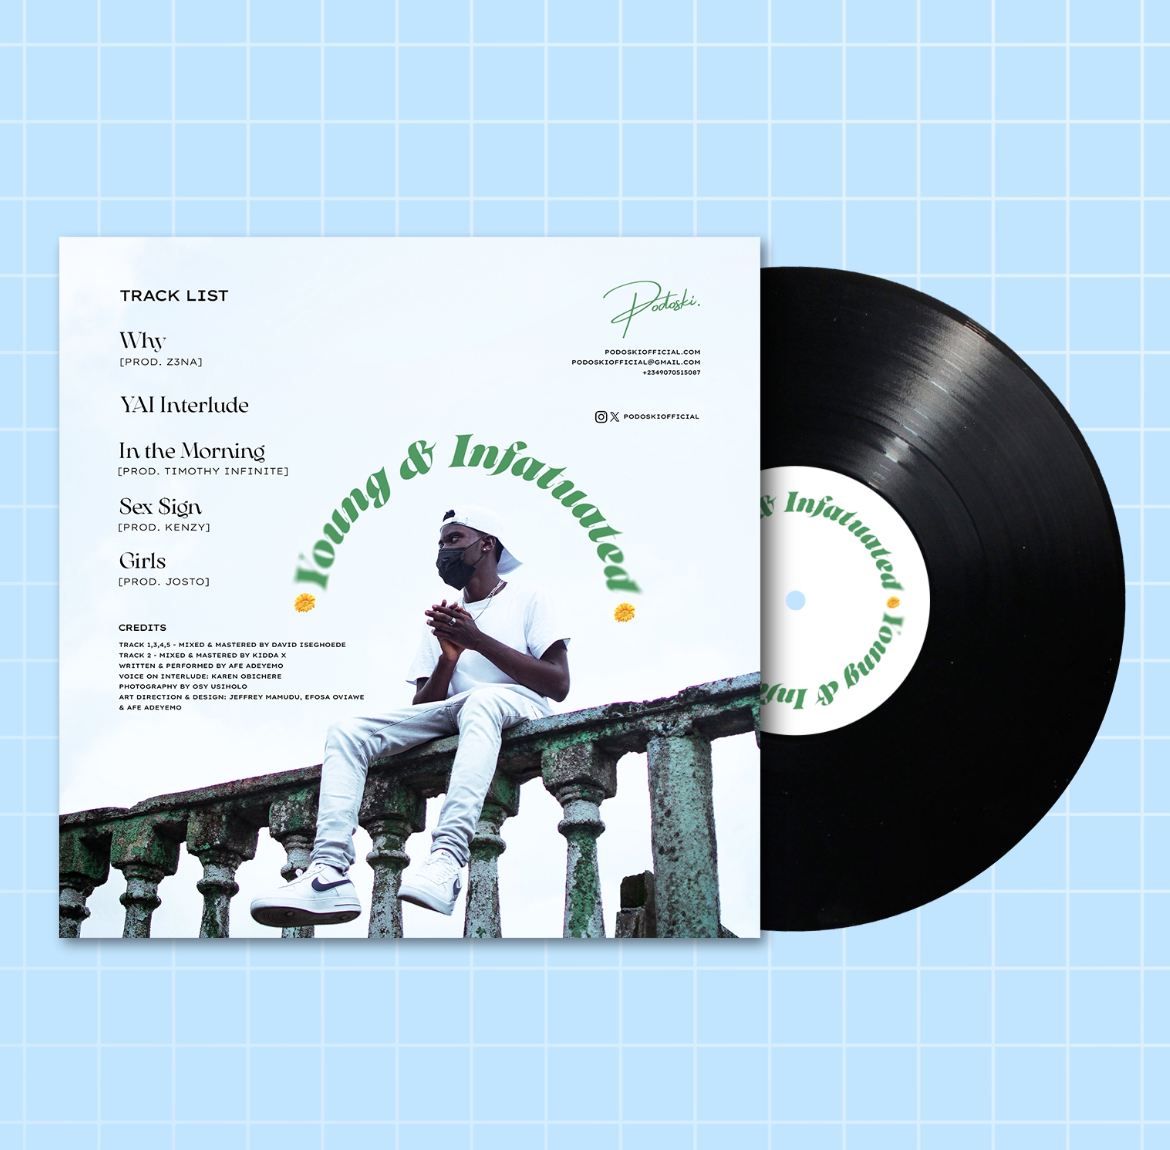 TRACK LIST
Why
[PROD. Z3NA]
YAI Interlude
In the Morning
[PROD. TIMOTHY INFINITE]
Sex $ign
[PROD. KENZY]
Girls
[PROD. JOSTO]
CREDITS
TRACK 1,3,4,5 - MIXED & MASTERED BY DAVID ISEGHOEDE
TRACK 2 - MIXED & MASTERED BY KIDDA X
WRITTEN & PERFORMED BY AFE ADEYEMO
VOICE ON INTERLUDE: KAREN OBICHERE
PHOTOGRAPHY BY OSY USIHOLO
ART DIRECTION & DESIGN: JEFFREY MAMUDU, EFOSA OVIAWE
& AFE ADEYEMO
Podoski.
PODOSKIOFFICIAL.COM
PODOSKIOFFICIAL@GMAIL.COM
+2349070515087
PODOSKIOFFICIAL
Young & Infatuated
& Infatuated
Young & Infa